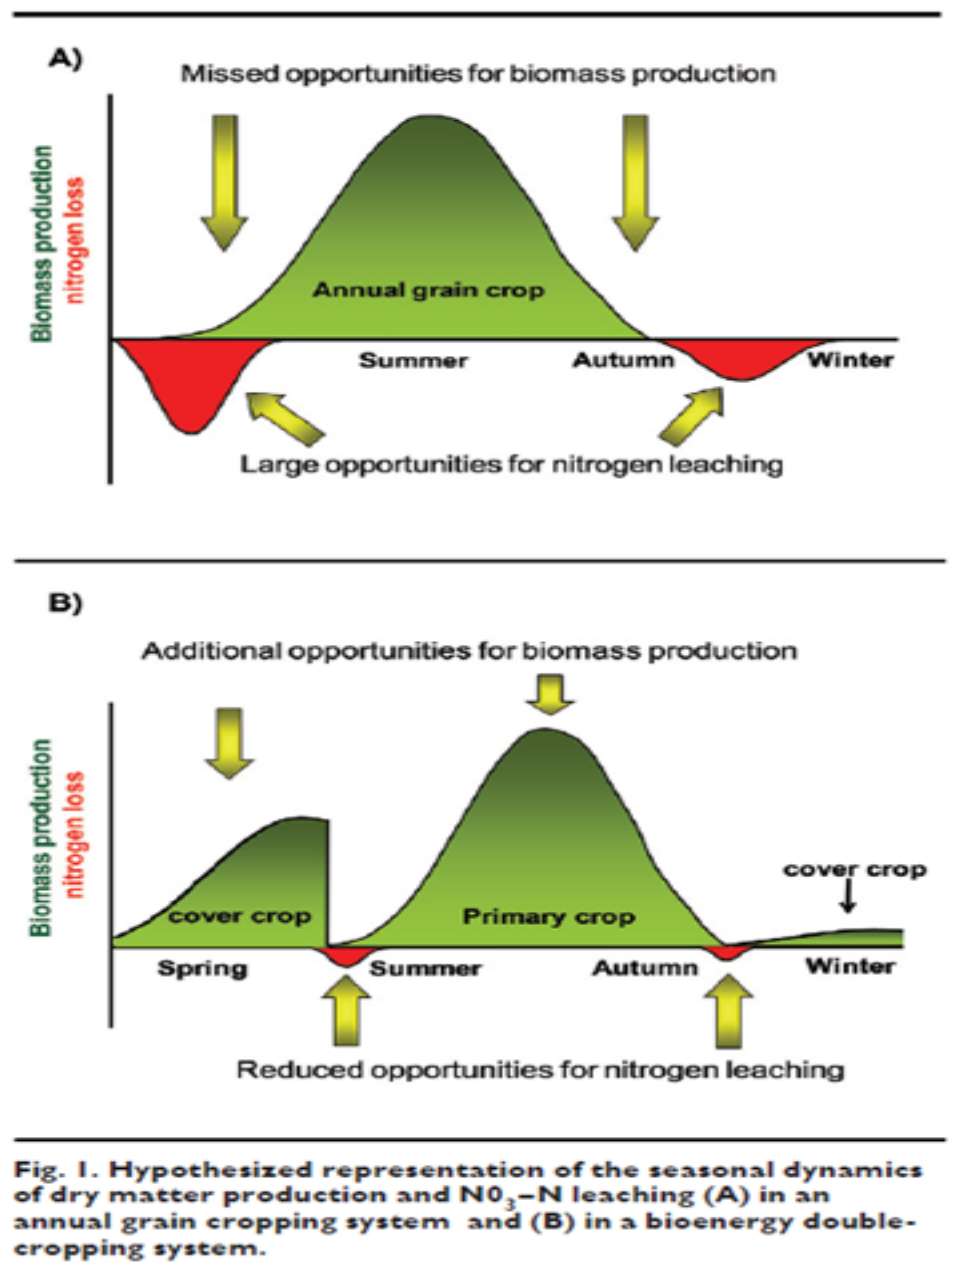 A)
Missed opportunities for biomass production
Biomass production
nitrogen loss
Annual grain crop
Summer
Autumn
Winter
Large opportunities for nitrogen leaching
B)
Additional opportunities for biomass production
Biomass production
nitrogen loss
cover crop
cover crop
Primary crop
Spring
Summer
Autumn
Winter
Reduced opportunities for nitrogen leaching
Fig. 1. Hypothesized representation of the seasonal dynamics
of dry matter production and N0₃–N leaching (A) in an
annual grain cropping system and (B) in a bioenergy double-
cropping system.